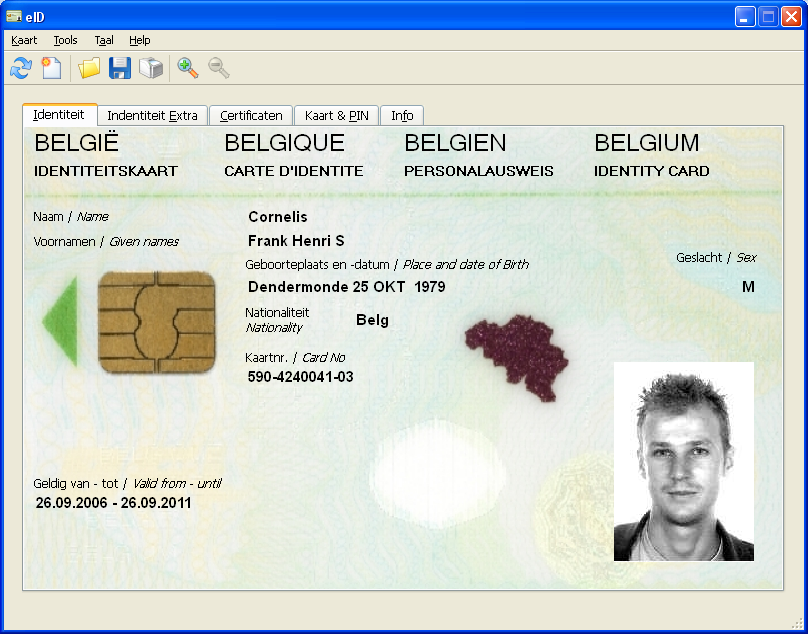 eID
Kaart Tools Taal Help
Identiteit Indentiteit Extra Certificaten Kaart & PIN Info
BELGIË BELGIQUE BELGIEN BELGIUM
IDENTITEITSKAART CARTE D'IDENTITE PERSONALAUSWEIS IDENTITY CARD
Naam / Name Cornelis
Voornamen / Given names Frank Henri S
Geboorteplaats en -datum / Place and date of Birth Geslacht / Sex
Dendermonde 25 OKT 1979 M
Nationaliteit
Nationality Belg
Kaartnr. / Card No
590-4240041-03
Geldig van - tot / Valid from - until
26.09.2006 - 26.09.2011